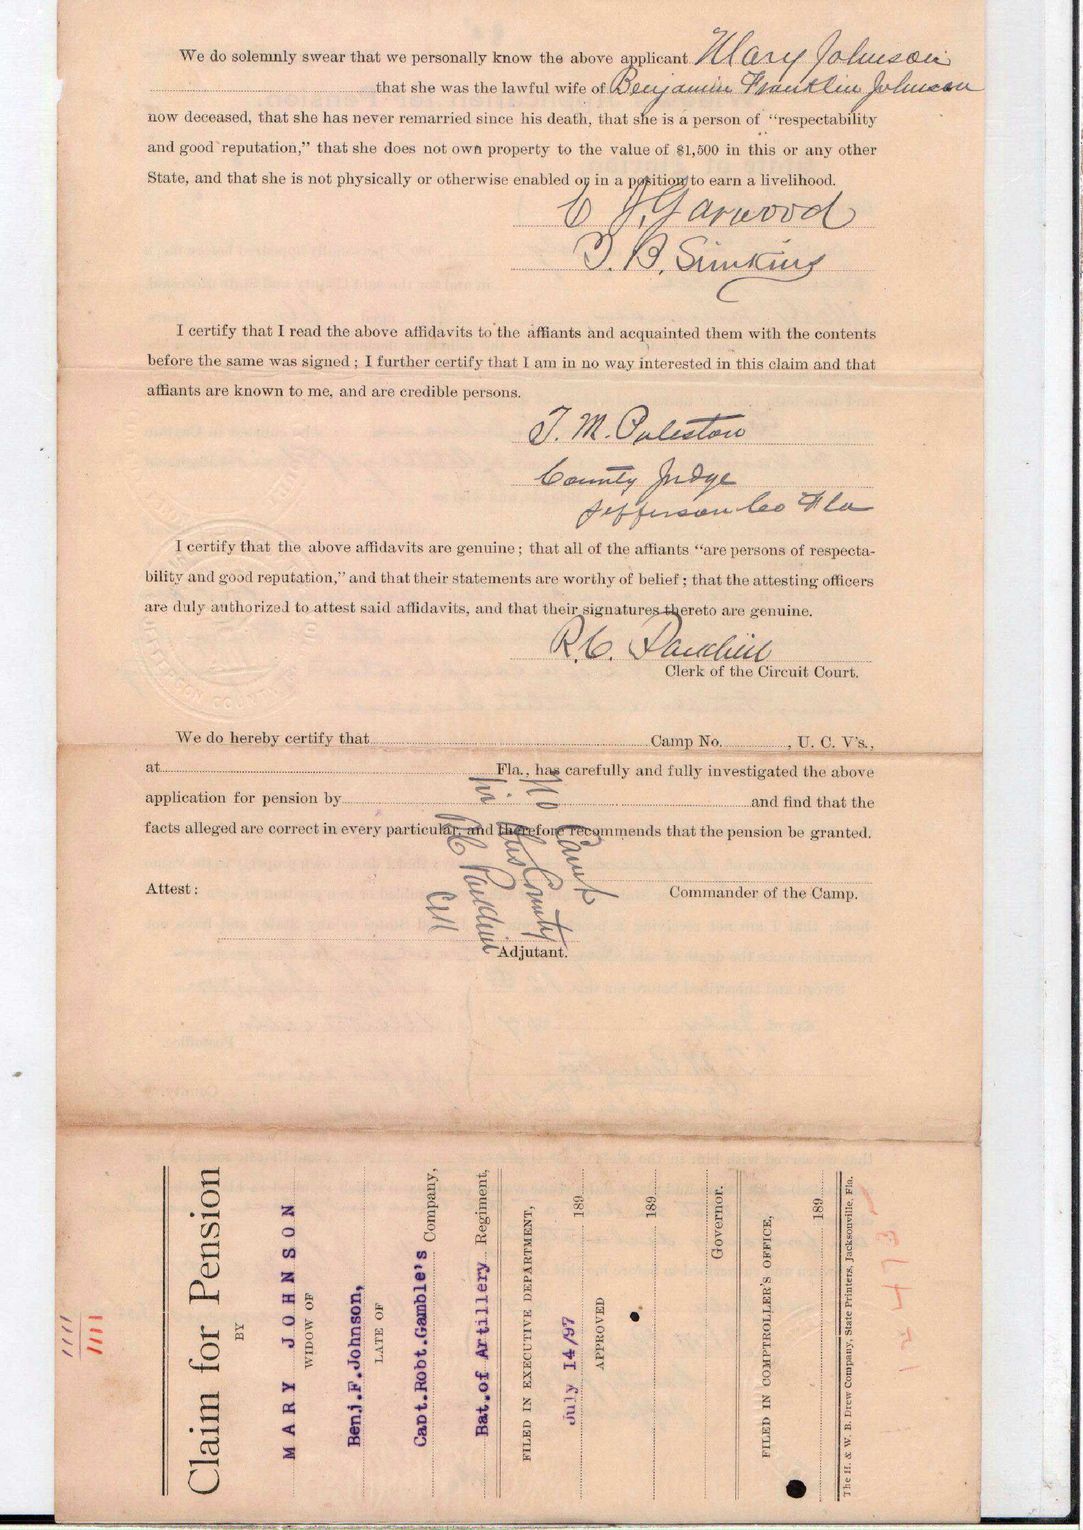 We do solemnly swear that we personally know the above applicant Mary Johnson
that she was the lawful wife of Benjamin Franklin Johnson
now deceased, that she has never remarried since his death, that she is a person of "respectability
and good reputation," that she does not own property to the value of $1,500 in this or any other
State, and that she is not physically or otherwise enabled or in a position to earn a livelihood.
C J. Garwood
T. B. Simkins
I certify that I read the above affidavits to the affiants and acquainted them with the contents
before the same was signed; I further certify that I am in no way interested in this claim and that
affiants are known to me, and are credible persons.
T. M. Puleston
County Judge
Jefferson Co Fla
I certify that the above affidavits are genuine; that all of the affiants "are persons of respecta-
bility and good reputation," and that their statements are worthy of belief; that the attesting officers
are duly authorized to attest said affidavits, and that their signatures thereto are genuine.
R. C. Parkhill
Clerk of the Circuit Court.
We do hereby certify that Camp No. , U. C. V's.,
at Fla., has carefully and fully investigated the above
application for pension by and find that the
facts alleged are correct in every particular, and therefore recommends that the pension be granted.
No Camp
in this County
RC Parkhill
Clk
Commander of the Camp.
Attest:
Adjutant.
Claim for Pension
BY
MARY JOHNSON
WIDOW OF
Benj.F.Johnson,
LATE OF
Capt.Robt.Gamble's Company,
Bat.of Artillery Regiment,
FILED IN EXECUTIVE DEPARTMENT,
July 14/97 189
APPROVED
189
Governor.
FILED IN COMPTROLLER'S OFFICE,
189
The H. & W. B. Drew Company, State Printers, Jacksonville, Fla.